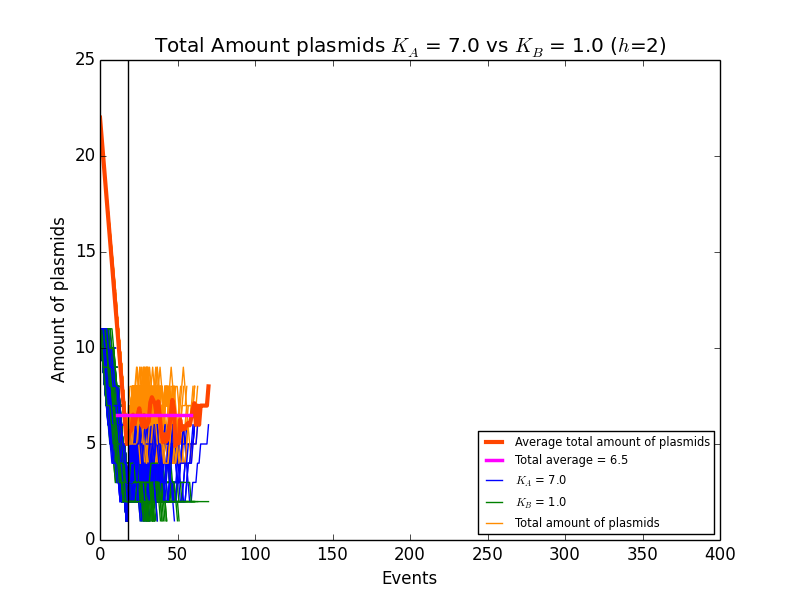 Total Amount plasmids K_A = 7.0 vs K_B = 1.0 (h=2)
Amount of plasmids
25
20
15
10
5
0
0 50 100 150 200 250 300 350 400
Events
Average total amount of plasmids
Total average = 6.5
K_A = 7.0
K_B = 1.0
Total amount of plasmids